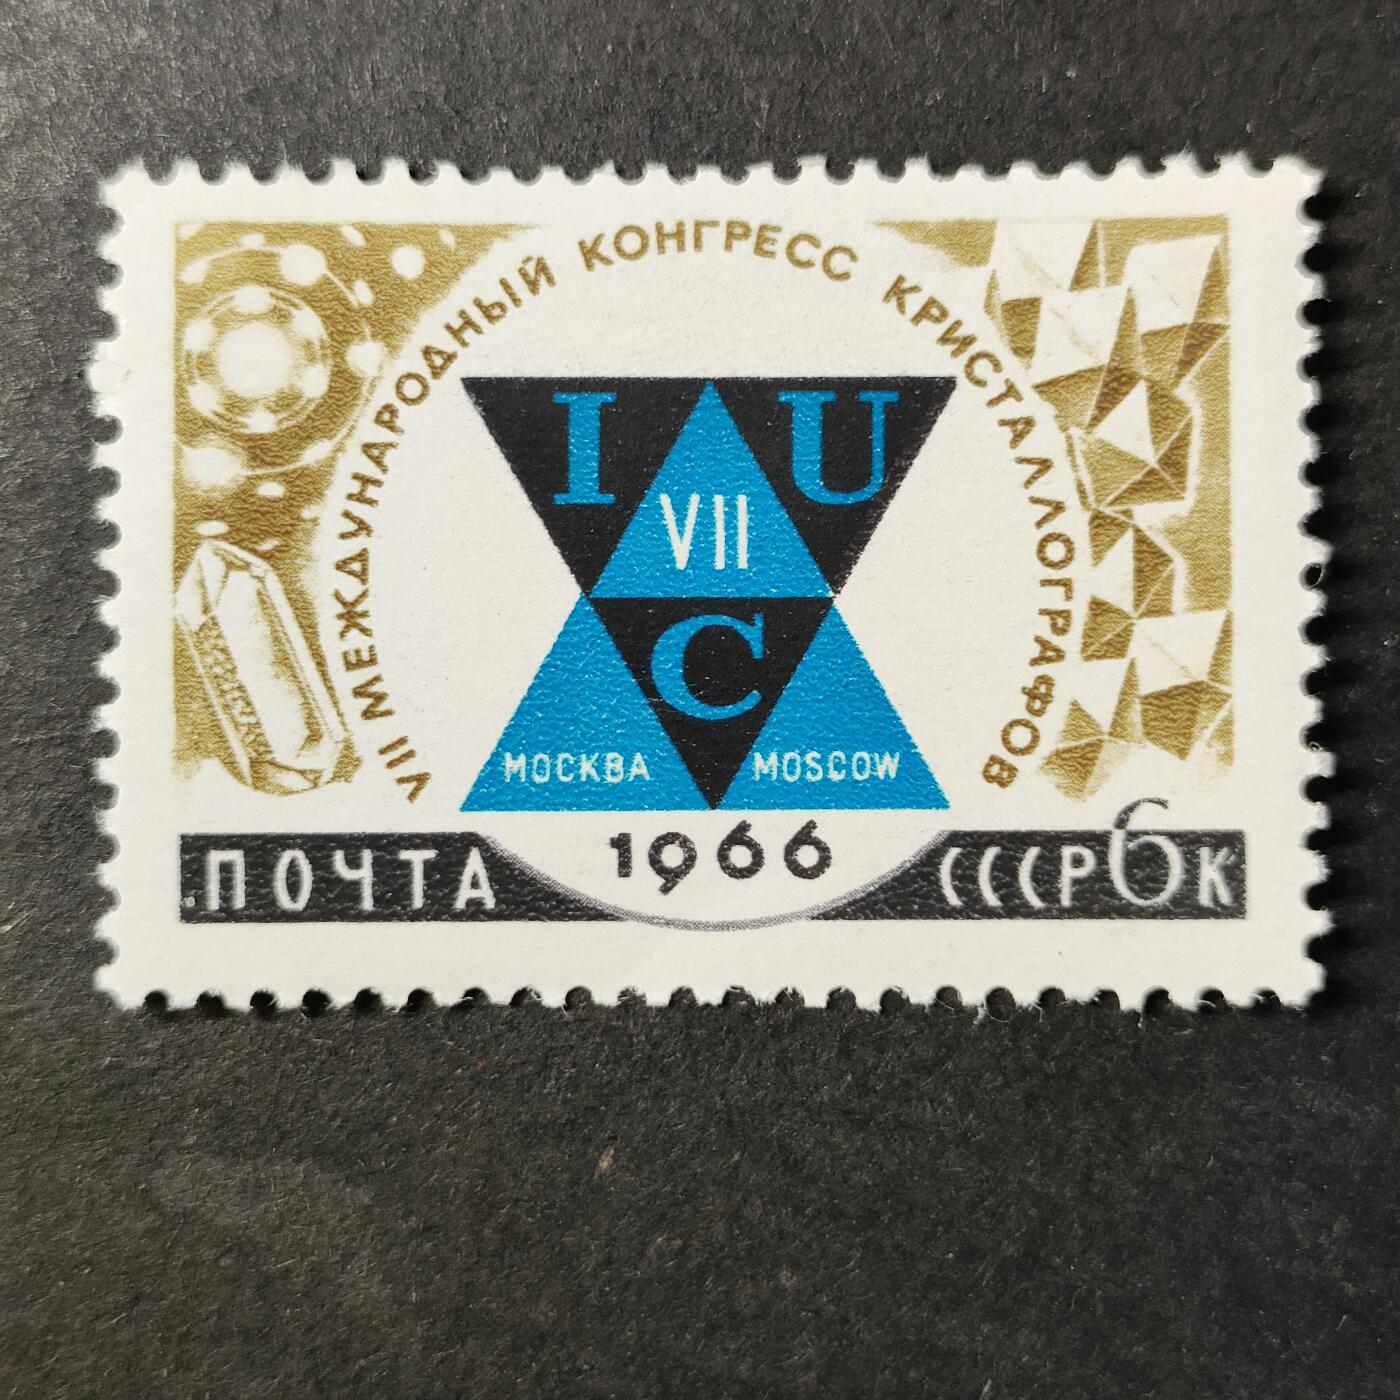 VII МЕЖДУНАРОДНЫЙ КОНГРЕСС КРИСТАЛЛОГРАФОВ
I U
VII
C
МОСКВА MOSCOW
1966
ПОЧТА СССР 6 К